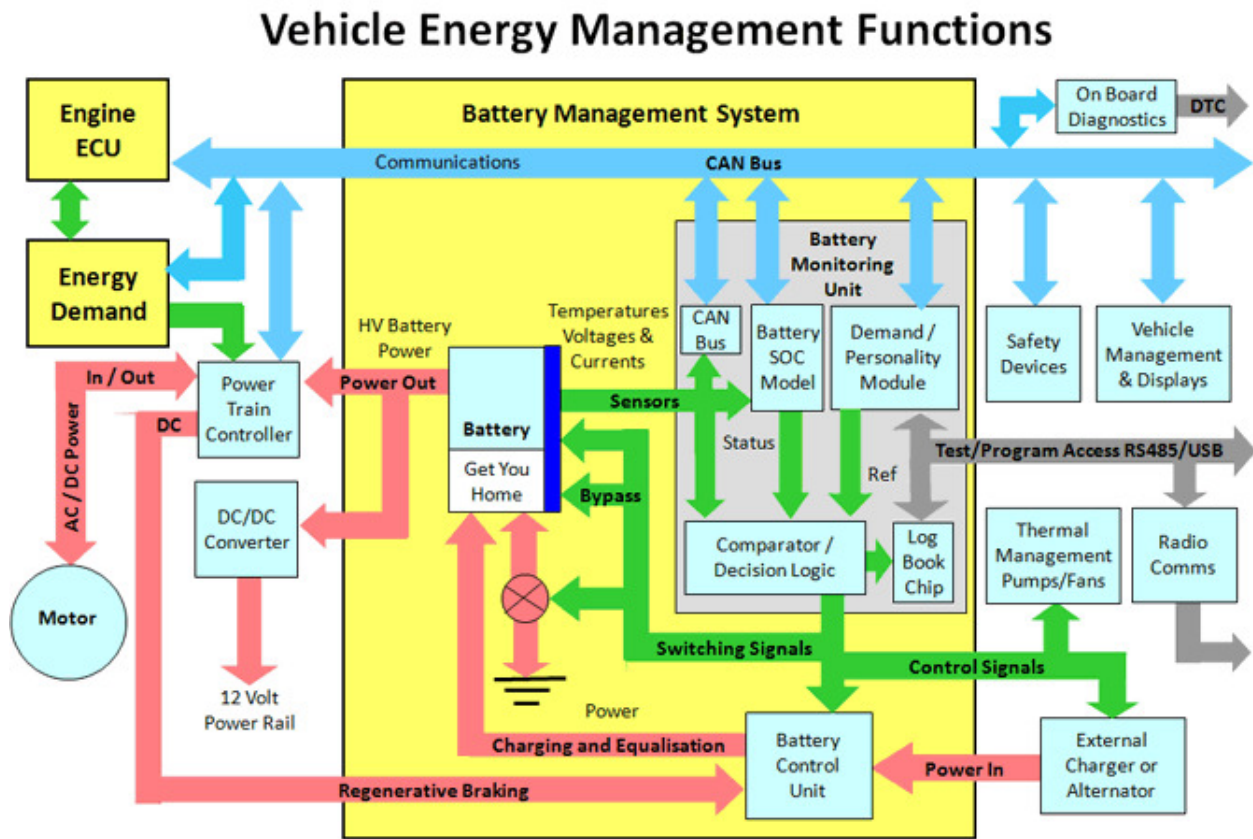 Vehicle Energy Management Functions
Engine
ECU
Battery Management System
On Board
Diagnostics
DTC
Communications
CAN Bus
Energy
Demand
Battery
Monitoring
Unit
HV Battery
Power
Temperatures
Voltages &
Currents
CAN
Bus
Battery
SOC
Model
Demand /
Personality
Module
Safety
Devices
Vehicle
Management
& Displays
In / Out
Power
Train
Controller
Power Out
Sensors
DC
AC / DC Power
Battery
Get You
Home
Status
Ref
Test/Program Access RS485/USB
Bypass
DC/DC
Converter
Comparator /
Decision Logic
Log
Book
Chip
Thermal
Management
Pumps/Fans
Radio
Comms
Motor
Switching Signals
Control Signals
12 Volt
Power Rail
Power
Charging and Equalisation
Battery
Control
Unit
Power In
External
Charger or
Alternator
Regenerative Braking